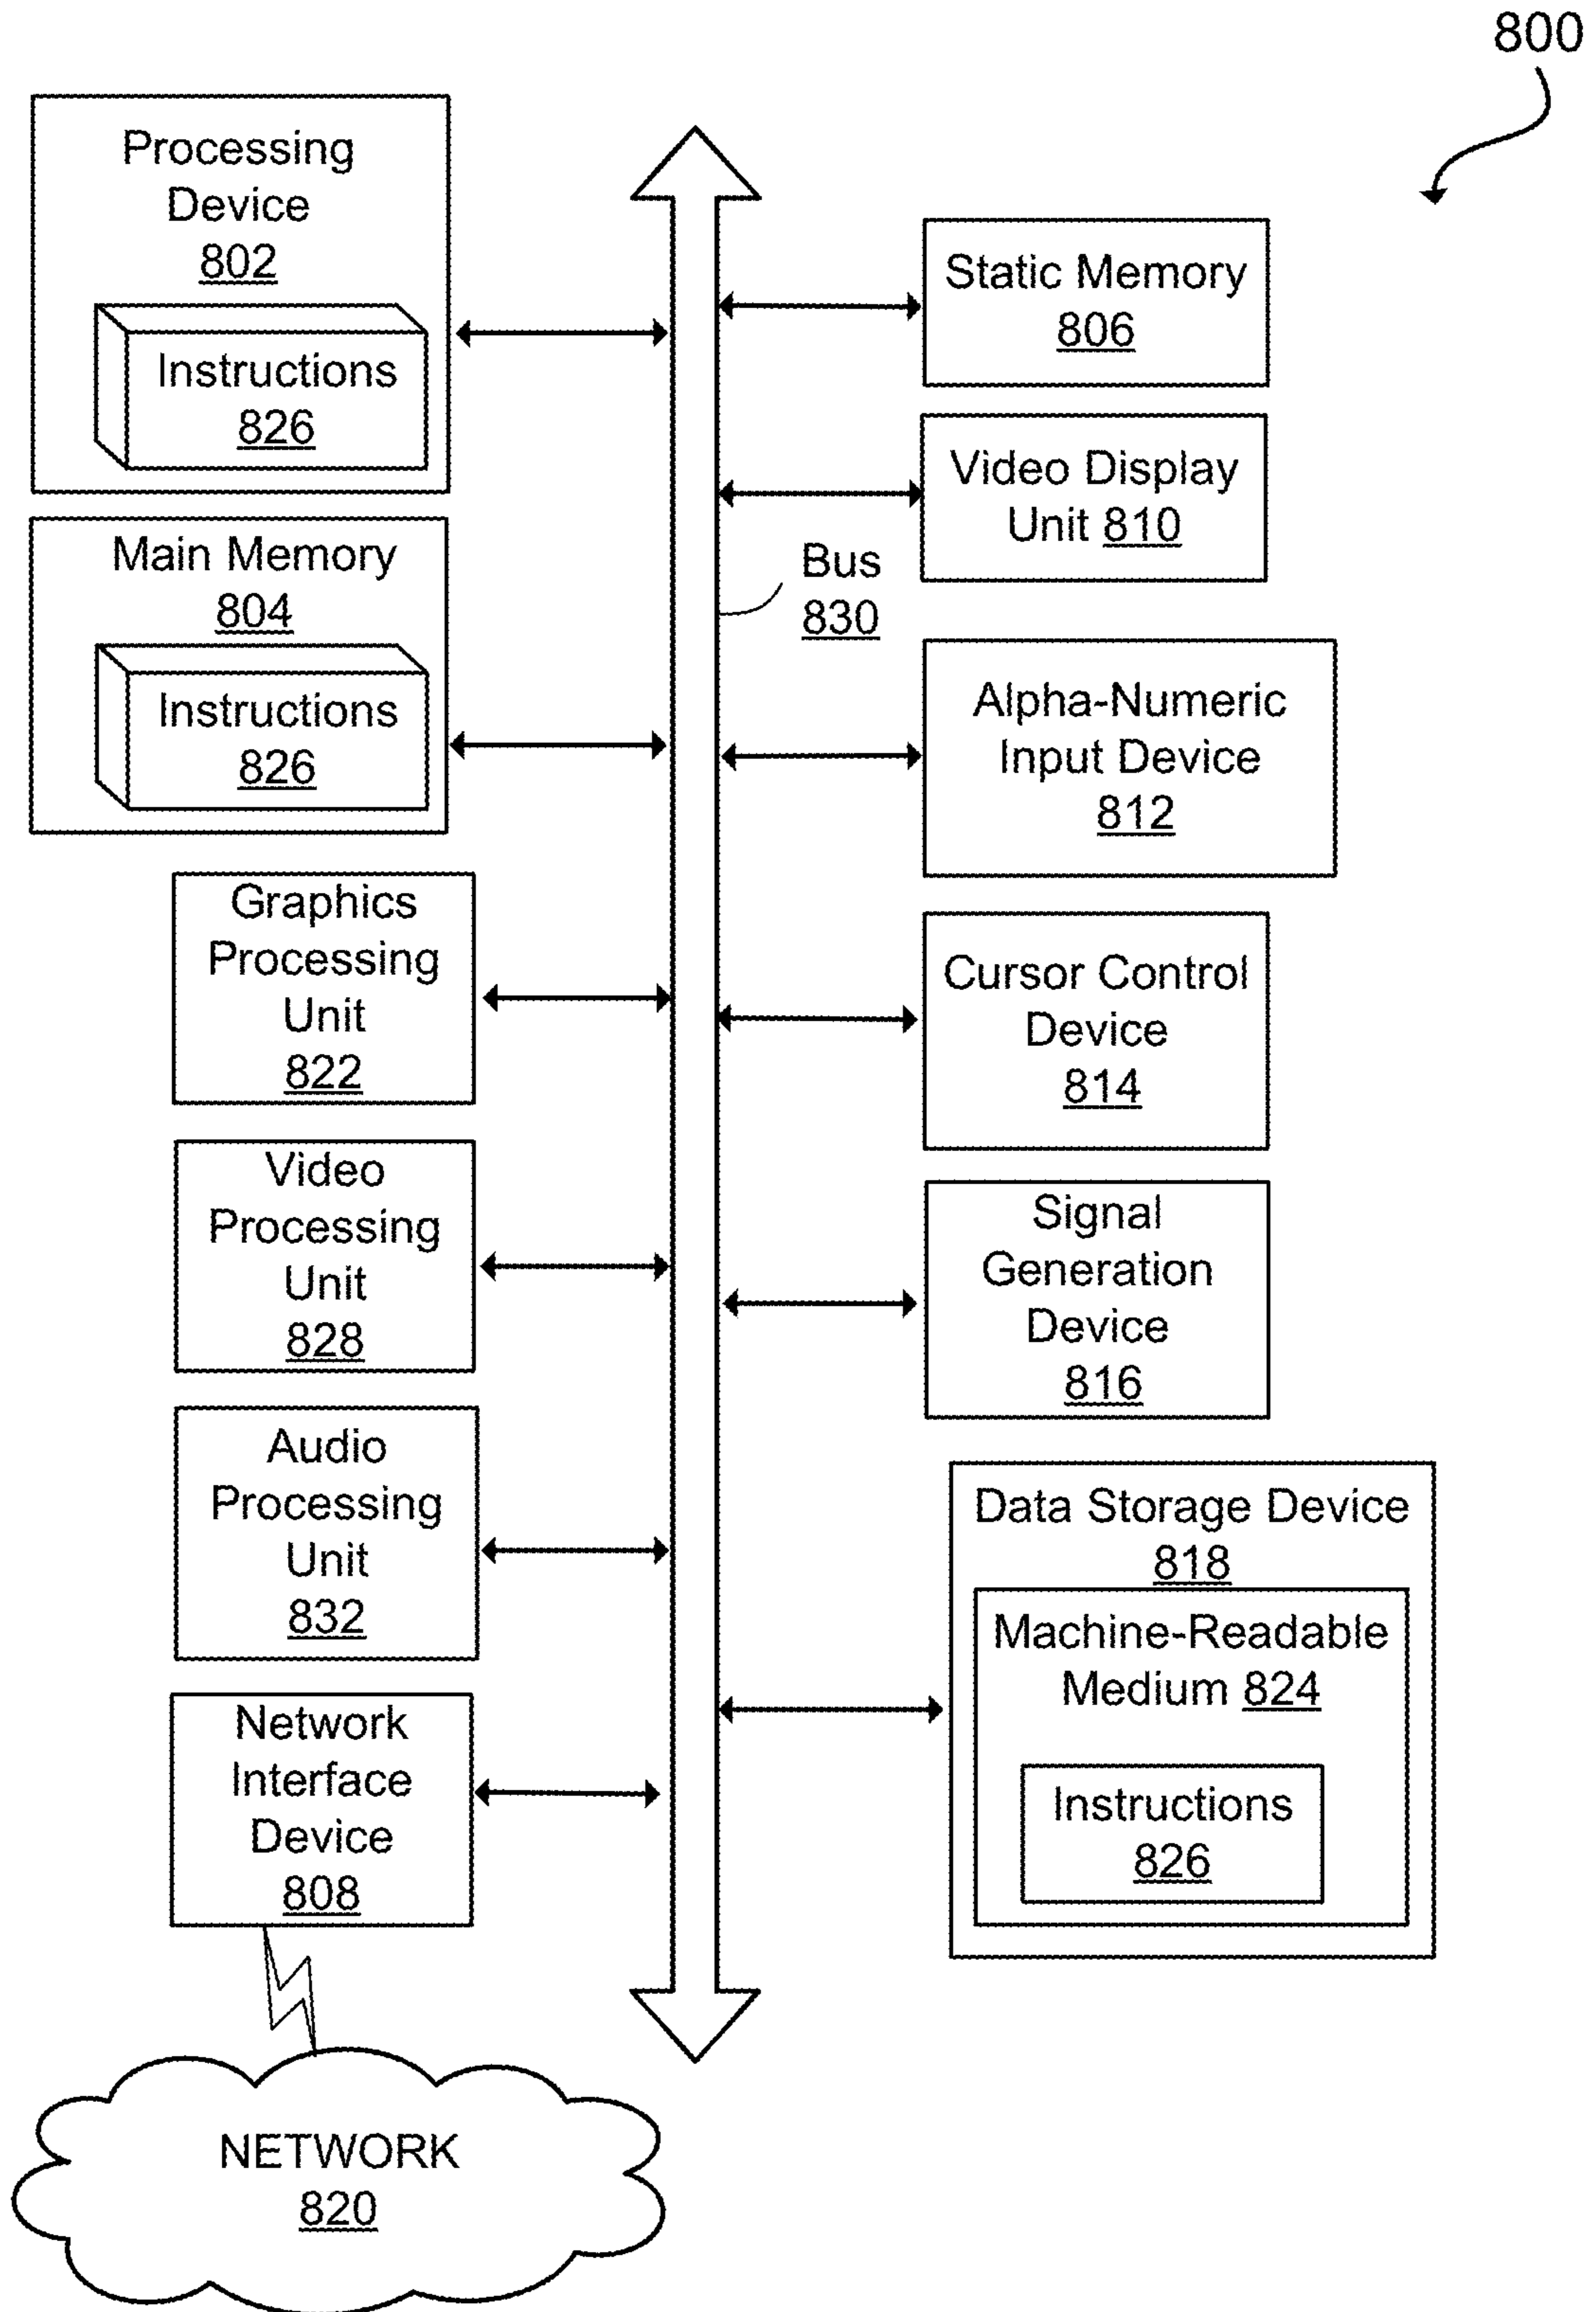 800
Processing
Device
802
Instructions
826
Main Memory
804
Instructions
826
Graphics
Processing
Unit
822
Video
Processing
Unit
828
Audio
Processing
Unit
832
Network
Interface
Device
808
NETWORK
820
Bus
830
Static Memory
806
Video Display
Unit 810
Alpha-Numeric
Input Device
812
Cursor Control
Device
814
Signal
Generation
Device
816
Data Storage Device
818
Machine-Readable
Medium 824
Instructions
826